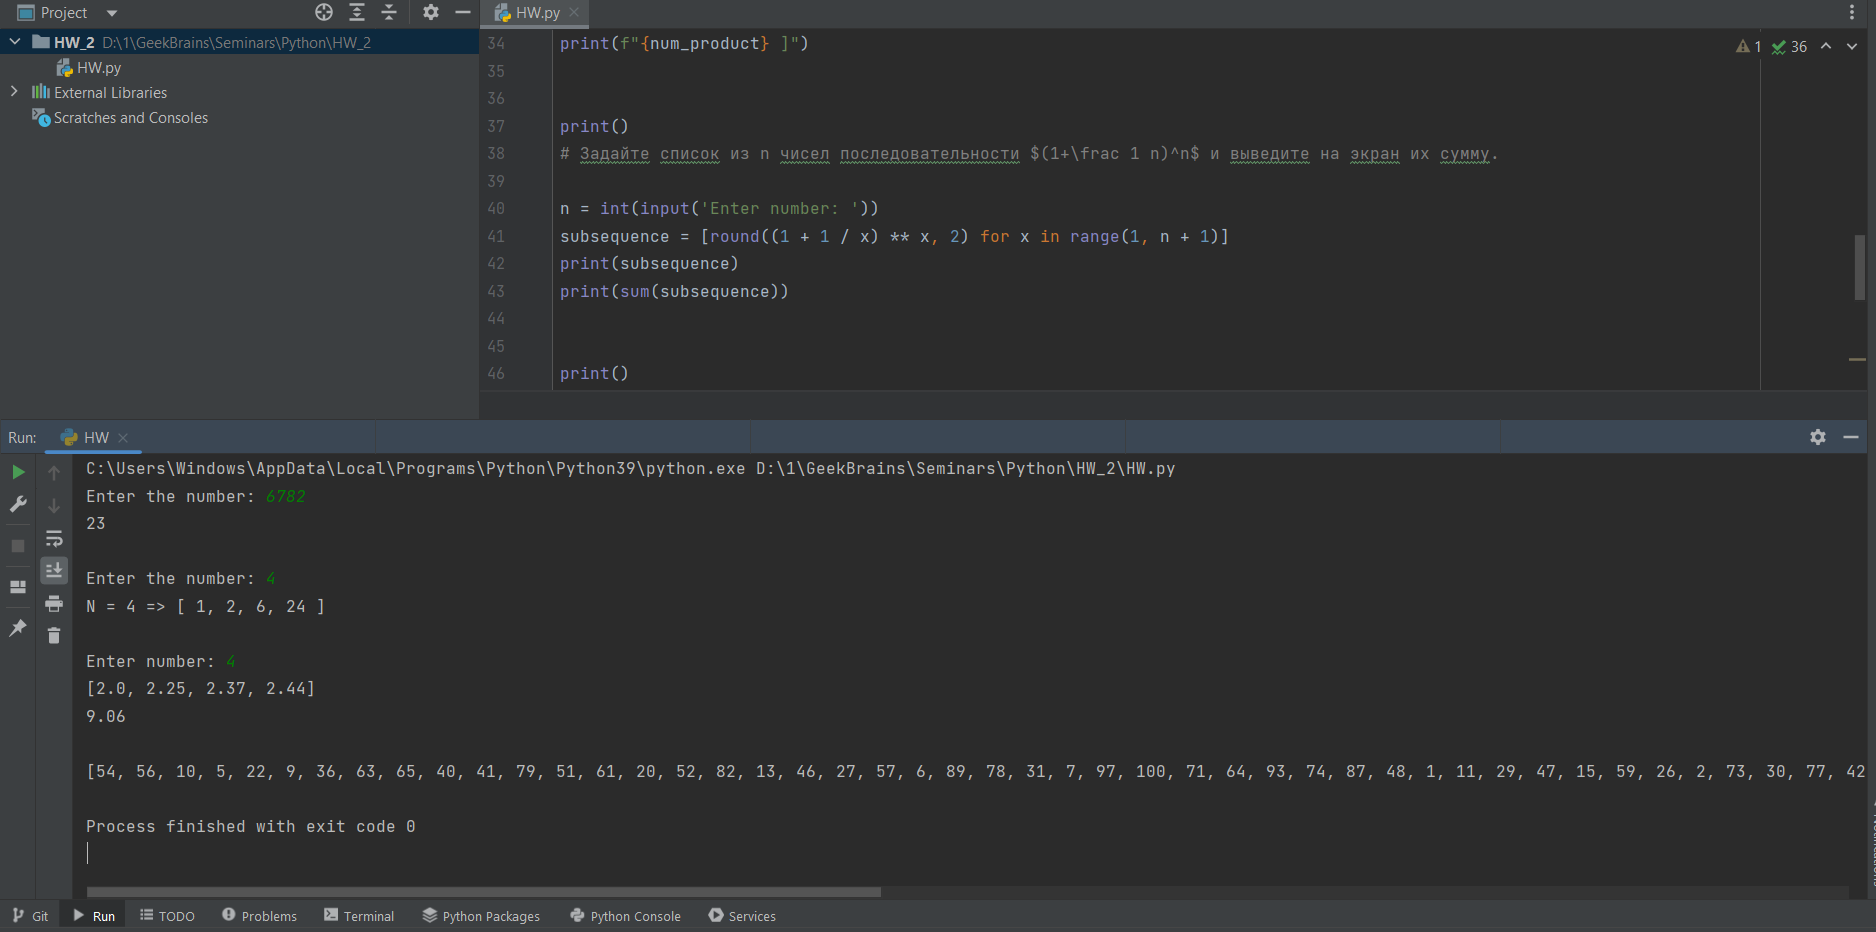 Project
HW_2 D:\1\GeekBrains\Seminars\Python\HW_2
HW.py
External Libraries
Scratches and Consoles
HW.py
1 36
34 print(f"{num_product} ]")
35
36
37 print()
38 # Задайте список из n чисел последовательности $(1+\frac 1 n)^n$ и выведите на экран их сумму.
39
40 n = int(input('Enter number: '))
41 subsequence = [round((1 + 1 / x) ** x, 2) for x in range(1, n + 1)]
42 print(subsequence)
43 print(sum(subsequence))
44
45
46 print()
Run: HW
C:\Users\Windows\AppData\Local\Programs\Python\Python39\python.exe D:\1\GeekBrains\Seminars\Python\HW_2\HW.py
Enter the number: 6782
23
Enter the number: 4
N = 4 => [ 1, 2, 6, 24 ]
Enter number: 4
[2.0, 2.25, 2.37, 2.44]
9.06
[54, 56, 10, 5, 22, 9, 36, 63, 65, 40, 41, 79, 51, 61, 20, 52, 82, 13, 46, 27, 57, 6, 89, 78, 31, 7, 97, 100, 71, 64, 93, 74, 87, 48, 1, 11, 29, 47, 15, 59, 26, 2, 73, 30, 77, 42
Process finished with exit code 0
Git Run TODO Problems Terminal Python Packages Python Console Services